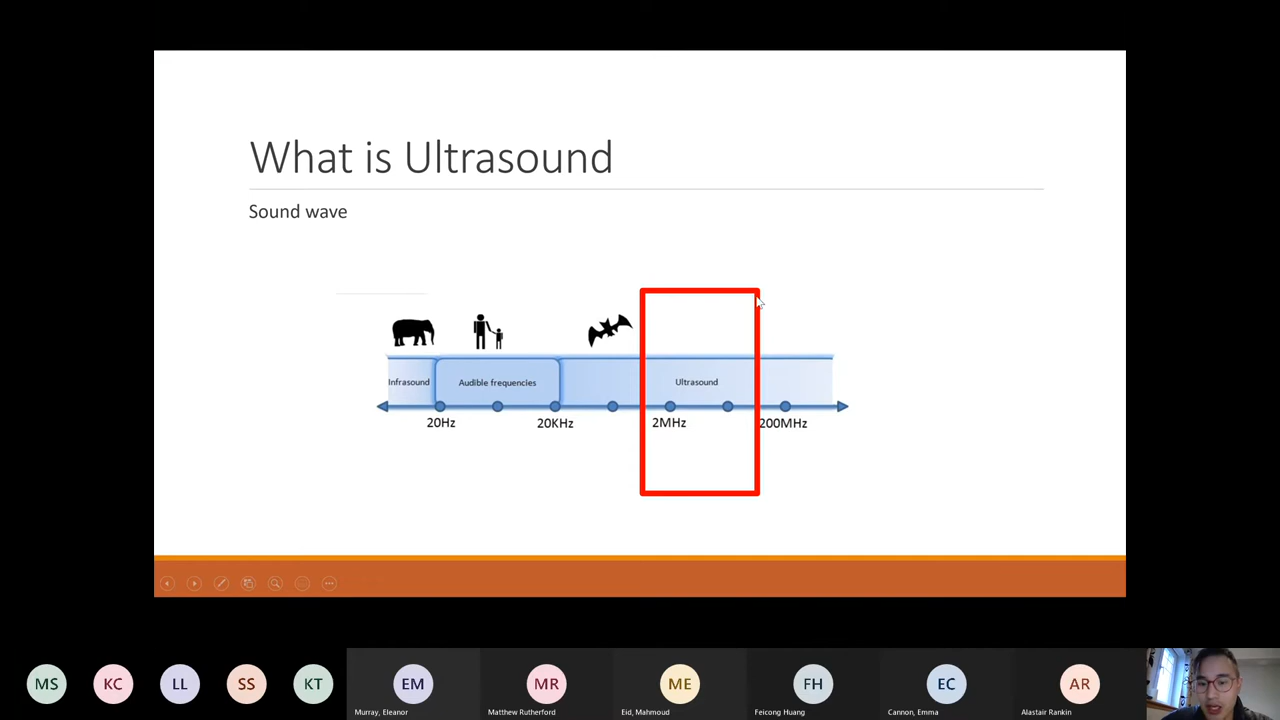 What is Ultrasound
Sound wave
Infrasound
Audible frequencies
Ultrasound
20Hz
20KHz
2MHz
200MHz
MS
KC
LL
SS
KT
EM
MR
ME
FH
EC
AR
Murray, Eleanor
Matthew Rutherford
Eid, Mahmoud
Feicong Huang
Cannon, Emma
Alastair Rankin